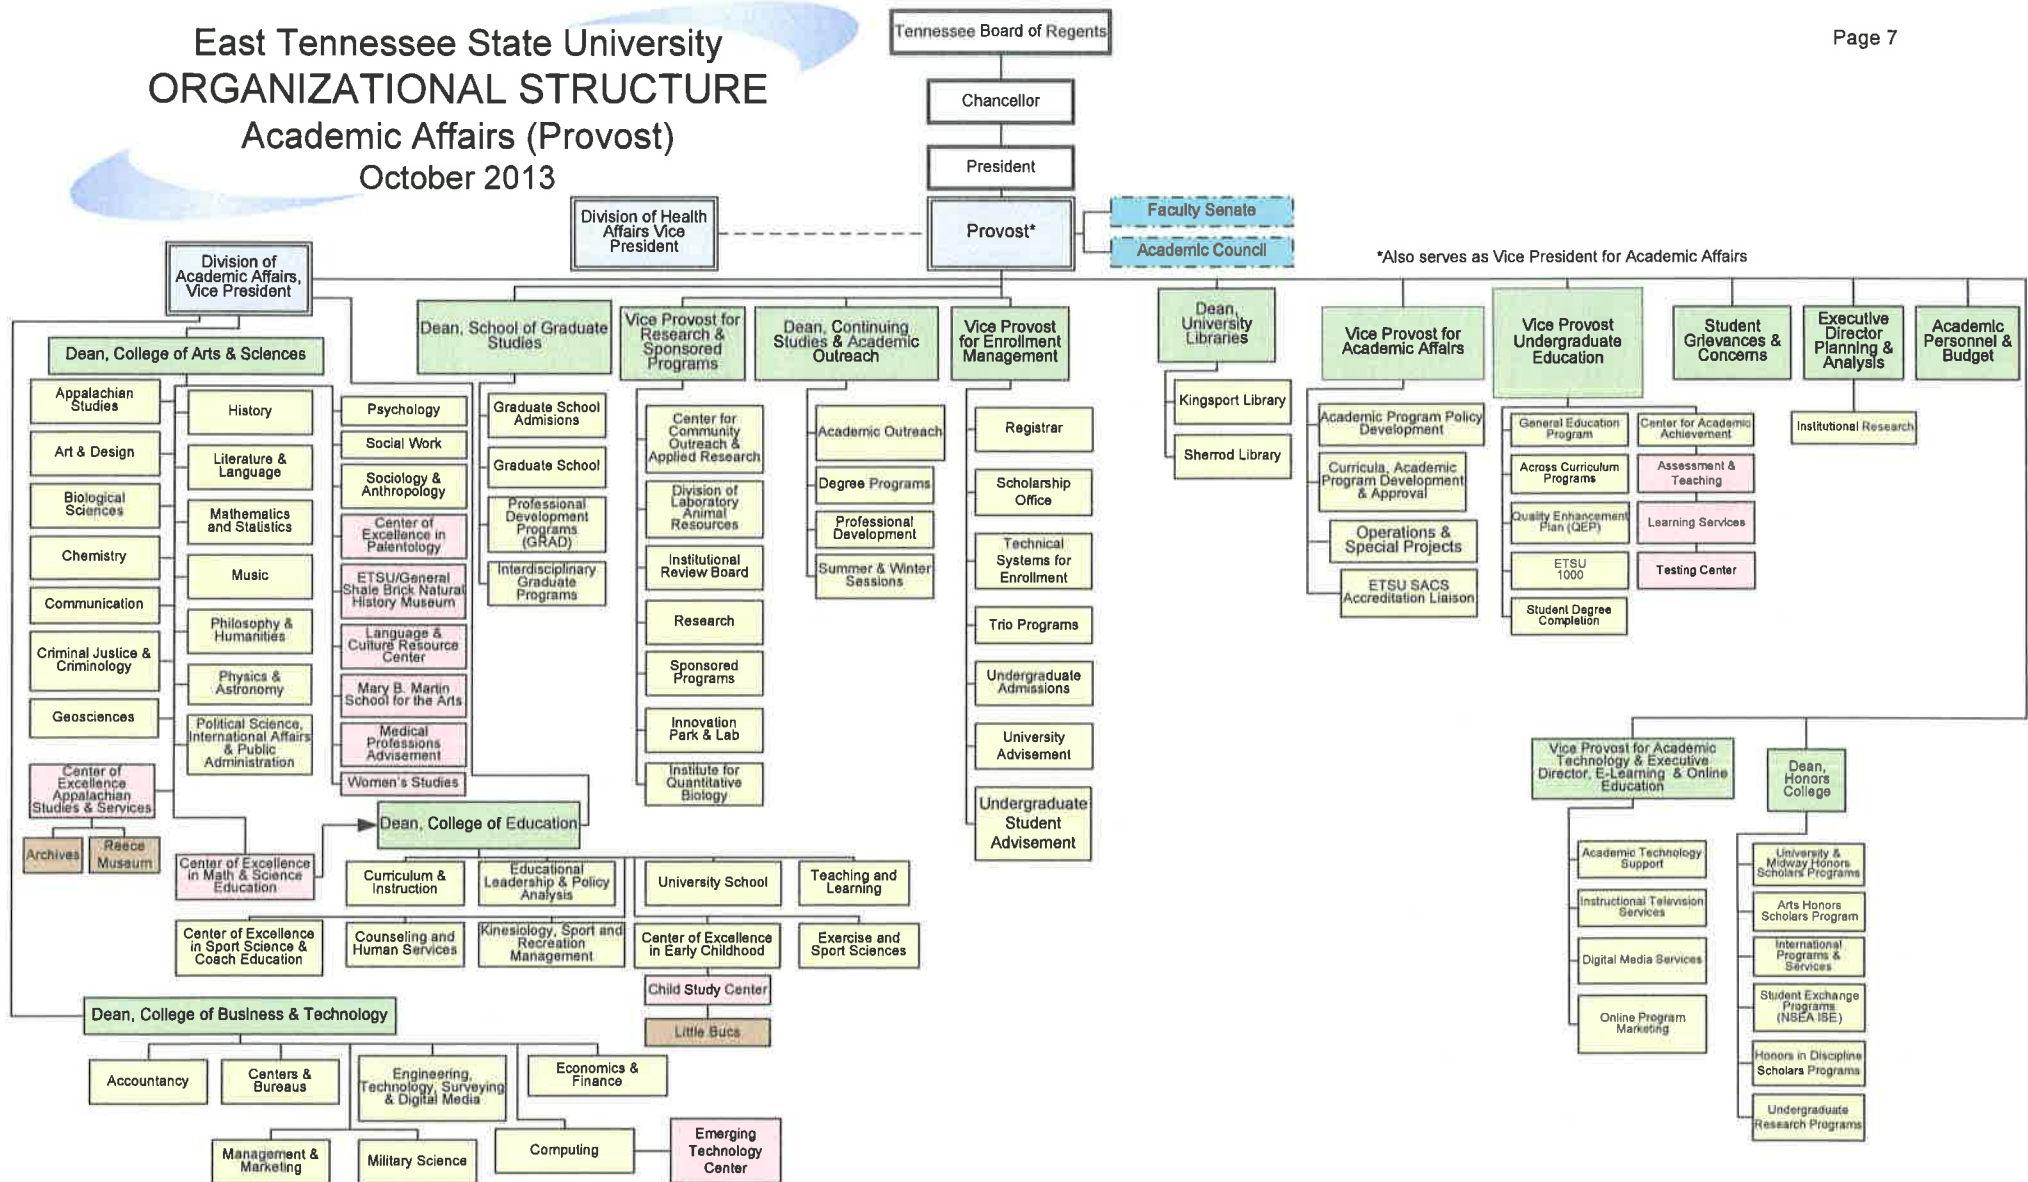 East Tennessee State University
ORGANIZATIONAL STRUCTURE
Academic Affairs (Provost)
October 2013
Page 7
Tennessee Board of Regents
Chancellor
President
Division of Health
Affairs Vice
President
Provost*
Faculty Senate
Academic Council
*Also serves as Vice President for Academic Affairs
Division of
Academic Affairs,
Vice President
Dean, College of Arts & Sciences
Appalachian
Studies
Art & Design
Biological
Sciences
Chemistry
Communication
Criminal Justice &
Criminology
Geosciences
Center of
Excellence
Appalachian
Studies & Services
Archives
Reece
Museum
History
Literature &
Language
Mathematics
and Statistics
Music
Philosophy &
Humanities
Physics &
Astronomy
Political Science,
International Affairs
& Public
Administration
Center of Excellence
in Math & Science
Education
Psychology
Social Work
Sociology &
Anthropology
Center of
Excellence in
Palentology
ETSU/General
Shale Brick Natural
History Museum
Language &
Culture Resource
Center
Mary B. Martin
School for the Arts
Medical
Professions
Advisement
Women's Studies
Dean, School of Graduate
Studies
Graduate School
Admisions
Graduate School
Professional
Development
Programs
(GRAD)
Interdisciplinary
Graduate
Programs
Vice Provost for
Research &
Sponsored
Programs
Center for
Community
Outreach &
Applied Research
Division of
Laboratory
Animal
Resources
Institutional
Review Board
Research
Sponsored
Programs
Innovation
Park & Lab
Institute for
Quantitative
Biology
Dean, Continuing
Studies & Academic
Outreach
Academic Outreach
Degree Programs
Professional
Development
Summer & Winter
Sessions
Vice Provost
for Enrollment
Management
Registrar
Scholarship
Office
Technical
Systems for
Enrollment
Trio Programs
Undergraduate
Admissions
University
Advisement
Undergraduate
Student
Advisement
Dean,
University
Libraries
Kingsport Library
Sherrod Library
Vice Provost for
Academic Affairs
Academic Program Policy
Development
Curricula, Academic
Program Development
& Approval
Operations &
Special Projects
ETSU SACS
Accreditation Liaison
Vice Provost
Undergraduate
Education
General Education
Program
Across Curriculum
Programs
Quality Enhancement
Plan (QEP)
ETSU
1000
Student Degree
Completion
Center for Academic
Achievement
Assessment &
Teaching
Learning Services
Testing Center
Student
Grievances &
Concerns
Executive
Director
Planning &
Analysis
Institutional Research
Academic
Personnel &
Budget
Vice Provost for Academic
Technology & Executive
Director, E-Learning & Online
Education
Academic Technology
Support
Instructional Television
Services
Digital Media Services
Online Program
Marketing
Dean,
Honors
College
University &
Midway Honors
Scholars Programs
Arts Honors
Scholars Program
International
Programs &
Services
Student Exchange
Programs
(NSEA ISE)
Honors in Discipline
Scholars Programs
Undergraduate
Research Programs
Dean, College of Education
Curriculum &
Instruction
Educational
Leadership & Policy
Analysis
University School
Teaching and
Learning
Center of Excellence
in Sport Science &
Coach Education
Counseling and
Human Services
Kinesiology, Sport and
Recreation
Management
Center of Excellence
in Early Childhood
Exercise and
Sport Sciences
Child Study Center
Little Bucs
Dean, College of Business & Technology
Accountancy
Centers &
Bureaus
Engineering,
Technology, Surveying
& Digital Media
Economics &
Finance
Management &
Marketing
Military Science
Computing
Emerging
Technology
Center